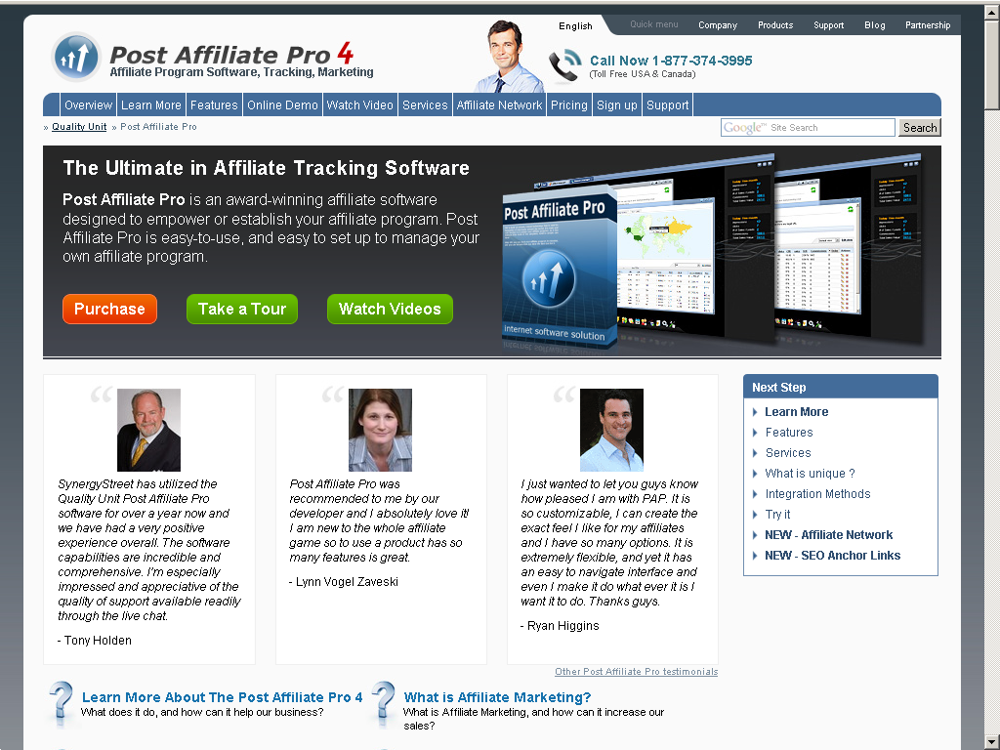 English
Quick menu Company Products Support Blog Partnership
Post Affiliate Pro 4
Affiliate Program Software, Tracking, Marketing
Call Now 1-877-374-3995
(Toll Free USA & Canada)
Overview Learn More Features Online Demo Watch Video Services Affiliate Network Pricing Sign up Support
» Quality Unit » Post Affiliate Pro
Google™ Site Search Search
The Ultimate in Affiliate Tracking Software
Post Affiliate Pro is an award-winning affiliate software
designed to empower or establish your affiliate program. Post
Affiliate Pro is easy-to-use, and easy to set up to manage your
own affiliate program.
Purchase Take a Tour Watch Videos
Post Affiliate Pro
Internet software solution
SynergyStreet has utilized the
Quality Unit Post Affiliate Pro
software for over a year now and
we have had a very positive
experience overall. The software
capabilities are incredible and
comprehensive. I'm especially
impressed and appreciative of the
quality of support available readily
through the live chat.
- Tony Holden
Post Affiliate Pro was
recommended to me by our
developer and I absolutely love it!
I am new to the whole affiliate
game so to use a product has so
many features is great.
- Lynn Vogel Zaveski
I just wanted to let you guys know
how pleased I am with PAP. It is
so customizable, I can create the
exact feel I like for my affiliates
and I have so many options. It is
extremely flexible, and yet it has
an easy to navigate interface and
even I make it do what ever it is I
want it to do. Thanks guys.
- Ryan Higgins
Other Post Affiliate Pro testimonials
Next Step
Learn More
Features
Services
What is unique ?
Integration Methods
Try it
NEW - Affiliate Network
NEW - SEO Anchor Links
Learn More About The Post Affiliate Pro 4
What does it do, and how can it help our business?
What is Affiliate Marketing?
What is Affiliate Marketing, and how can it increase our
sales?